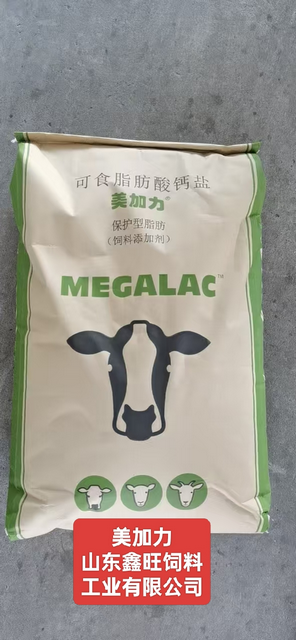 可食脂肪酸钙盐
美加力®
保护型脂肪
（饲料添加剂）
MEGALAC™
美加力
山东鑫旺饲料
工业有限公司